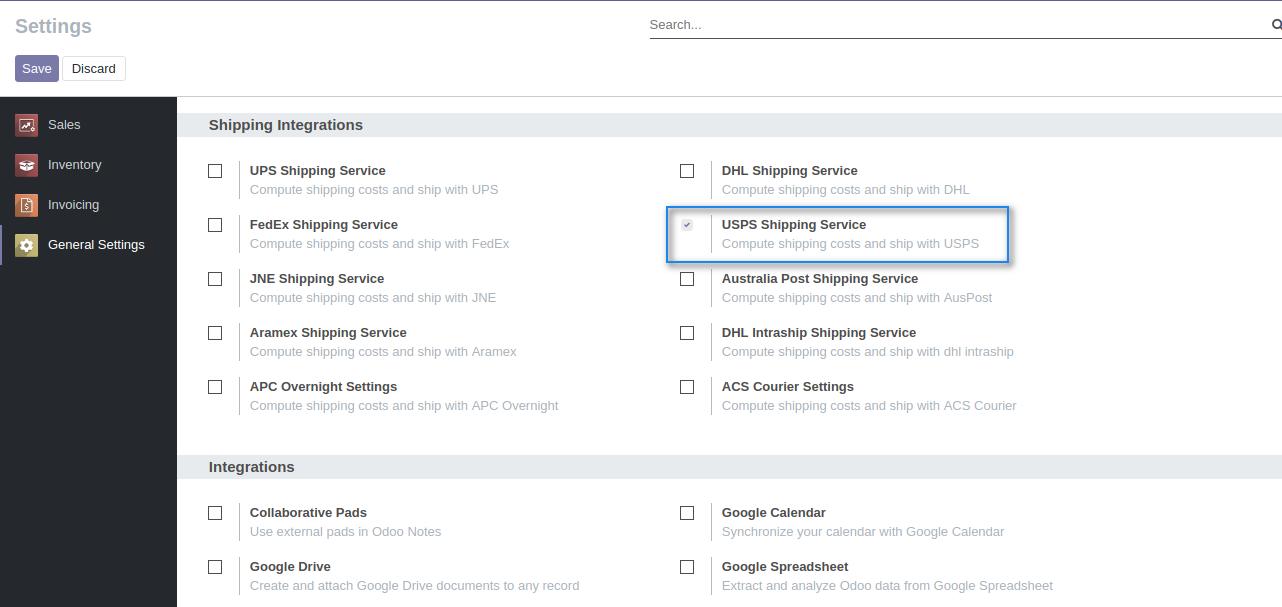 Settings
Search...
Save Discard
Sales
Inventory
Invoicing
General Settings
Shipping Integrations
UPS Shipping Service
Compute shipping costs and ship with UPS
DHL Shipping Service
Compute shipping costs and ship with DHL
FedEx Shipping Service
Compute shipping costs and ship with FedEx
USPS Shipping Service
Compute shipping costs and ship with USPS
JNE Shipping Service
Compute shipping costs and ship with JNE
Australia Post Shipping Service
Compute shipping costs and ship with AusPost
Aramex Shipping Service
Compute shipping costs and ship with Aramex
DHL Intraship Shipping Service
Compute shipping costs and ship with dhl intraship
APC Overnight Settings
Compute shipping costs and ship with APC Overnight
ACS Courier Settings
Compute shipping costs and ship with ACS Courier
Integrations
Collaborative Pads
Use external pads in Odoo Notes
Google Calendar
Synchronize your calendar with Google Calendar
Google Drive
Create and attach Google Drive documents to any record
Google Spreadsheet
Extract and analyze Odoo data from Google Spreadsheet